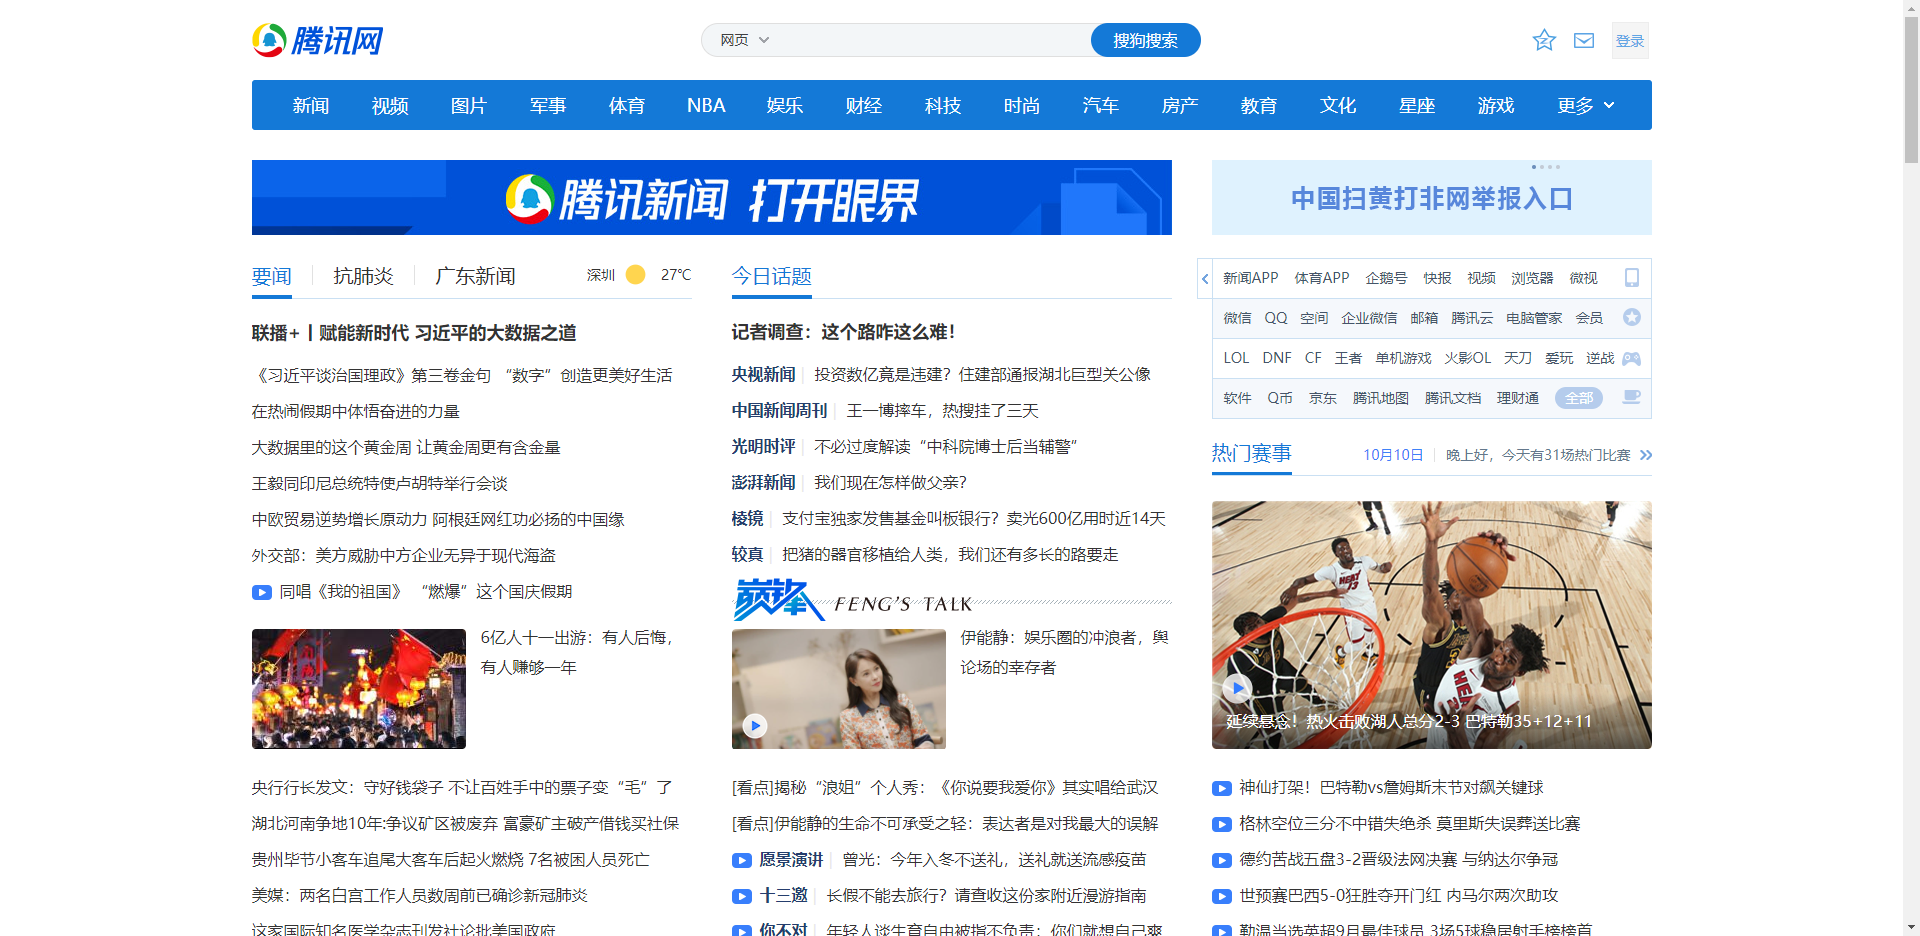 腾讯网
网页
搜狗搜索
登录
新闻 视频 图片 军事 体育 NBA 娱乐 财经 科技 时尚 汽车 房产 教育 文化 星座 游戏 更多
腾讯新闻 打开眼界
中国扫黄打非网举报入口
要闻 抗肺炎 广东新闻 深圳 27℃
联播+丨赋能新时代 习近平的大数据之道
《习近平谈治国理政》第三卷金句 “数字”创造更美好生活
在热闹假期中体悟奋进的力量
大数据里的这个黄金周 让黄金周更有含金量
王毅同印尼总统特使卢胡特举行会谈
中欧贸易逆势增长原动力 阿根廷网红功必扬的中国缘
外交部：美方威胁中方企业无异于现代海盗
同唱《我的祖国》 “燃爆”这个国庆假期
6亿人十一出游：有人后悔，
有人赚够一年
央行行长发文：守好钱袋子 不让百姓手中的票子变“毛”了
湖北河南争地10年:争议矿区被废弃 富豪矿主破产借钱买社保
贵州毕节小客车追尾大客车后起火燃烧 7名被困人员死亡
美媒：两名白宫工作人员数周前已确诊新冠肺炎
这家国际知名医学杂志刊发社论批美国政府
今日话题
记者调查：这个路咋这么难！
央视新闻 投资数亿竟是违建？住建部通报湖北巨型关公像
中国新闻周刊 王一博摔车，热搜挂了三天
光明时评 不必过度解读“中科院博士后当辅警”
澎湃新闻 我们现在怎样做父亲？
棱镜 支付宝独家发售基金叫板银行？卖光600亿用时近14天
较真 把猪的器官移植给人类，我们还有多长的路要走
巅锋 FENG'S TALK
伊能静：娱乐圈的冲浪者，舆
论场的幸存者
[看点]揭秘“浪姐”个人秀：《你说要我爱你》其实唱给武汉
[看点]伊能静的生命不可承受之轻：表达者是对我最大的误解
愿景演讲 曾光：今年入冬不送礼，送礼就送流感疫苗
十三邀 长假不能去旅行？请查收这份家附近漫游指南
你不对 年轻人谈生育自由被指不负责：你们就想自己爽
新闻APP 体育APP 企鹅号 快报 视频 浏览器 微视
微信 QQ 空间 企业微信 邮箱 腾讯云 电脑管家 会员
LOL DNF CF 王者 单机游戏 火影OL 天刀 爱玩 逆战
软件 Q币 京东 腾讯地图 腾讯文档 理财通 全部
热门赛事 10月10日 晚上好，今天有31场热门比赛
HEAT
13
HEAT
延续悬念！热火击败湖人总分2-3 巴特勒35+12+11
神仙打架！巴特勒vs詹姆斯末节对飙关键球
格林空位三分不中错失绝杀 莫里斯失误葬送比赛
德约苦战五盘3-2晋级法网决赛 与纳达尔争冠
世预赛巴西5-0狂胜夺开门红 内马尔两次助攻
勒温当选英超9月最佳球员 3场5球稳居射手榜榜首